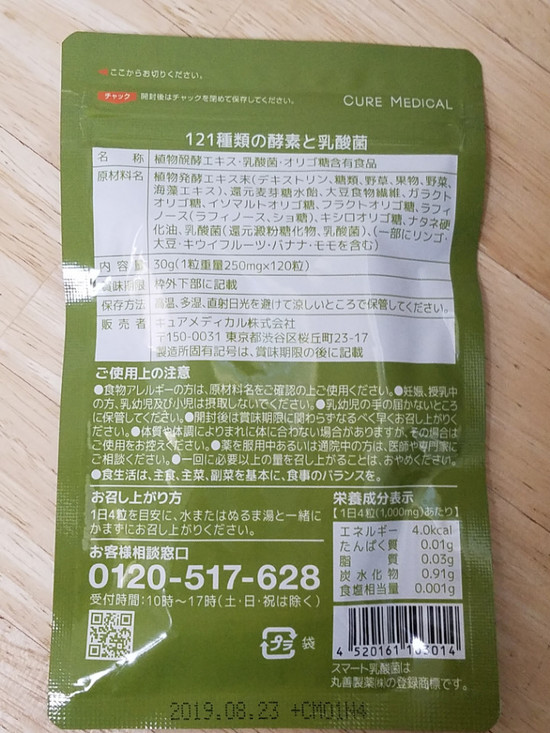 ここからお切りください。
チャック 開封後はチャックを閉めて保存してください。
CURE MEDICAL
121種類の酵素と乳酸菌
名 称 植物醗酵エキス・乳酸菌・オリゴ糖含有食品
原材料名 植物発酵エキス末(デキストリン、糖類、野草、果物、野菜、
海藻エキス)、還元麦芽糖水飴、大豆食物繊維、ガラクト
オリゴ糖、イソマルトオリゴ糖、フラクトオリゴ糖、ラフィ
ノース(ラフィノース、ショ糖)、キシロオリゴ糖、ナタネ硬
化油、乳酸菌(還元澱粉糖化物、乳酸菌)、(一部にリンゴ・
大豆・キウイフルーツ・バナナ・モモを含む)
内 容 量 30g(1粒重量250mg×120粒)
賞味期限 枠外下部に記載
保存方法 高温、多湿、直射日光を避けて涼しいところで保管してください。
販 売 者 キュアメディカル株式会社
〒150-0031 東京都渋谷区桜丘町23-17
製造所固有記号は、賞味期限の後に記載
ご使用上の注意
●食物アレルギーの方は、原材料名をご確認の上ご使用ください。●妊娠、授乳中
の方、乳幼児及び小児は摂取しないでください。●乳幼児の手の届かないところ
に保管してください。●開封後は賞味期限に関わらずなるべく早くお召し上がりく
ださい。●体質や体調によりまれに体に合わない場合がありますが、その場合は
ご使用をお控えください。●薬を服用中あるいは通院中の方は、医師や専門家に
ご相談ください。●一回に必要以上の量を召し上がることは、おやめください。
●食生活は、主食、主菜、副菜を基本に、食事のバランスを。
お召し上がり方
1日4粒を目安に、水またはぬるま湯と一緒に
かまずにお召し上がりください。
お客様相談窓口
0120-517-628
受付時間:10時〜17時(土・日・祝は除く)
栄養成分表示
【1日4粒(1,000mg)あたり】
エネルギー 4.0kcal
たんぱく質 0.01g
脂 質 0.03g
炭水化物 0.91g
食塩相当量 0.001g
プラ 袋
スマート乳酸菌は
丸善製薬㈱の登録商標です。
2019.08.23 +CM01N4